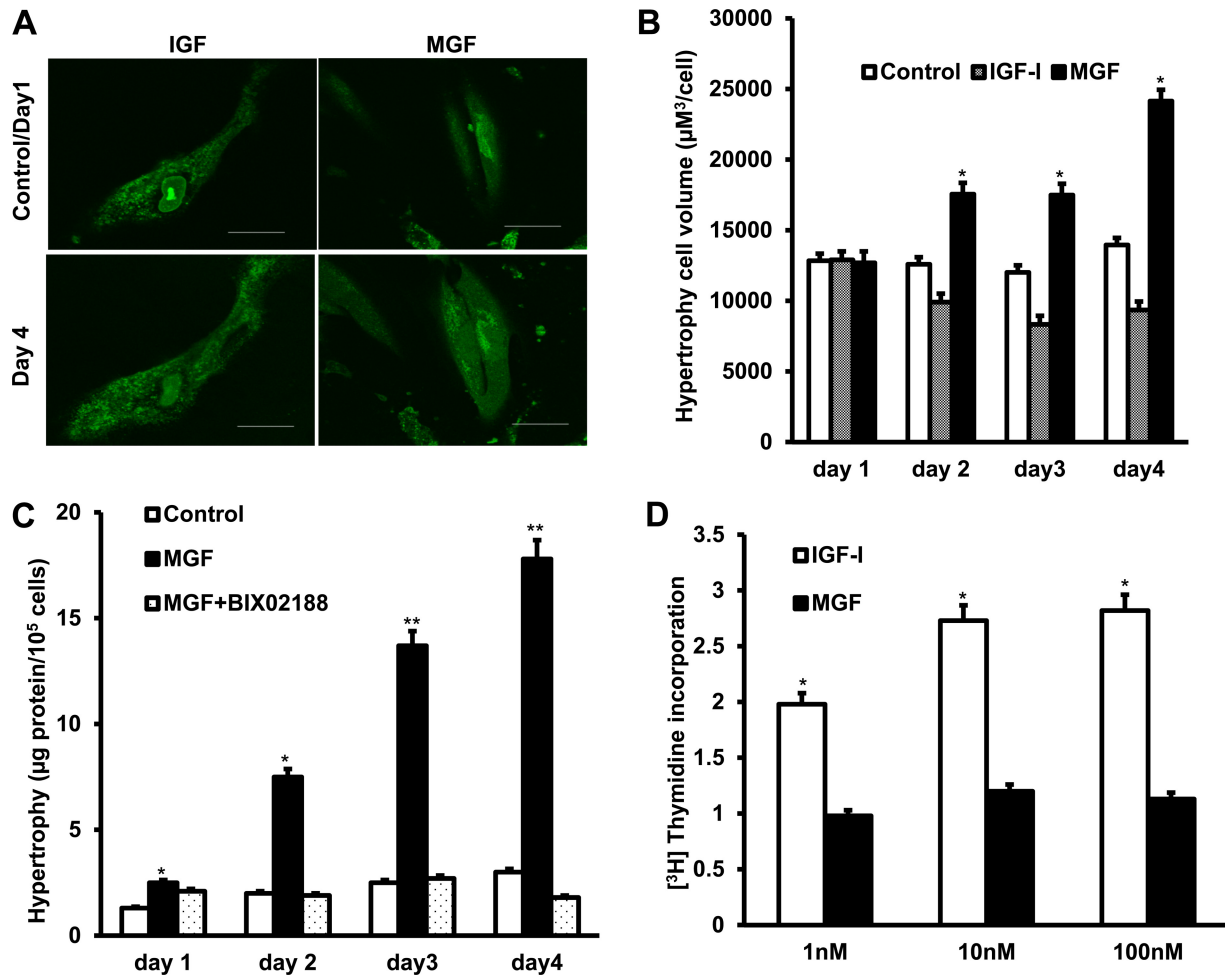 A
IGF
MGF
Control/Day1
Day 4
B
Hypertrophy cell volume (µM³/cell)
30000
25000
20000
15000
10000
5000
0
Control IGF-I MGF
*
*
*
day 1 day 2 day3 day4
C
Hypertrophy (µg protein/10⁵ cells)
20
15
10
5
0
Control
MGF
MGF+BIX02188
*
*
**
**
day 1 day 2 day3 day4
D
[³H] Thymidine incorporation
3.5
3
2.5
2
1.5
1
0.5
0
IGF-I
MGF
*
*
*
1nM 10nM 100nM